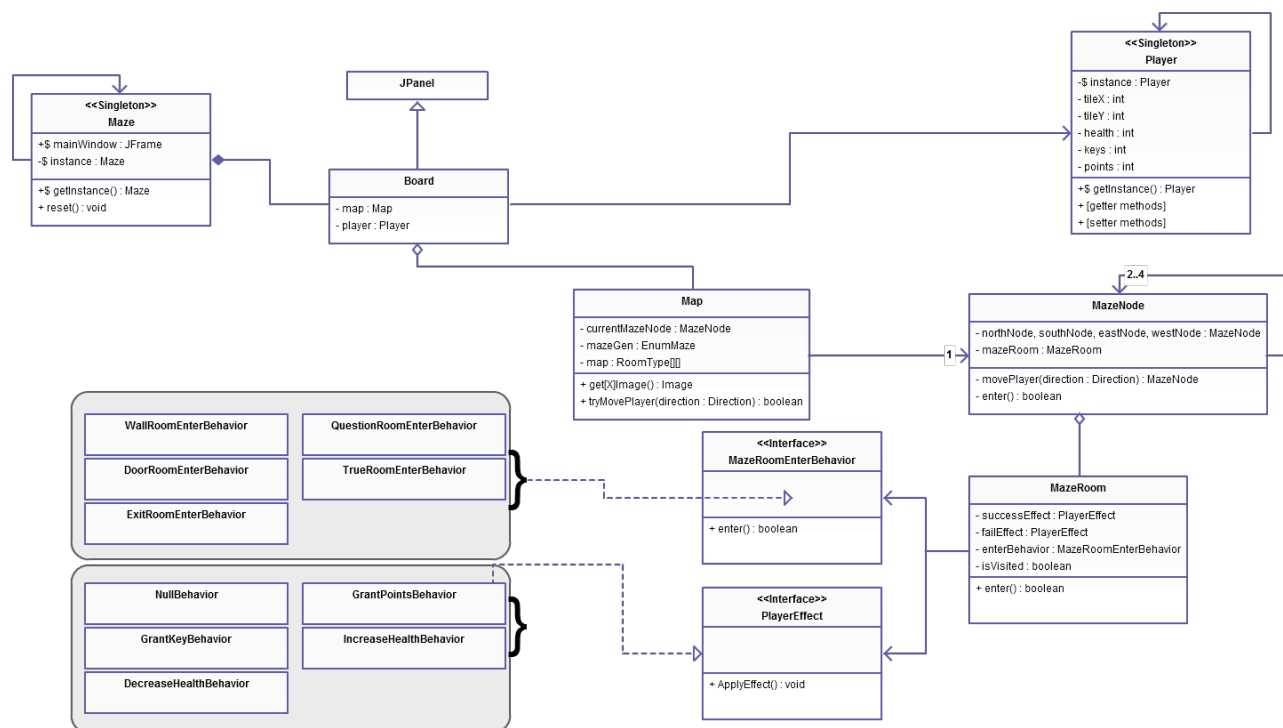 <<Singleton>>
Maze
+$ mainWindow : JFrame
-$ instance : Maze
+$ getInstance() : Maze
+ reset() : void
JPanel
Board
- map : Map
- player : Player
<<Singleton>>
Player
-$ instance : Player
- tileX : int
- tileY : int
- health : int
- keys : int
- points : int
+$ getInstance() : Player
+ [getter methods]
+ [setter methods]
Map
- currentMazeNode : MazeNode
- mazeGen : EnumMaze
- map : RoomType[][]
+ get[X]Image() : Image
+ tryMovePlayer(direction : Direction) : boolean
1
2..4
MazeNode
- northNode, southNode, eastNode, westNode : MazeNode
- mazeRoom : MazeRoom
- movePlayer(direction : Direction) : MazeNode
- enter() : boolean
WallRoomEnterBehavior
QuestionRoomEnterBehavior
DoorRoomEnterBehavior
TrueRoomEnterBehavior
ExitRoomEnterBehavior
}
<<Interface>>
MazeRoomEnterBehavior
+ enter() : boolean
MazeRoom
- successEffect : PlayerEffect
- failEffect : PlayerEffect
- enterBehavior : MazeRoomEnterBehavior
- isVisited : boolean
+ enter() : boolean
NullBehavior
GrantPointsBehavior
GrantKeyBehavior
IncreaseHealthBehavior
DecreaseHealthBehavior
}
<<Interface>>
PlayerEffect
+ ApplyEffect() : void